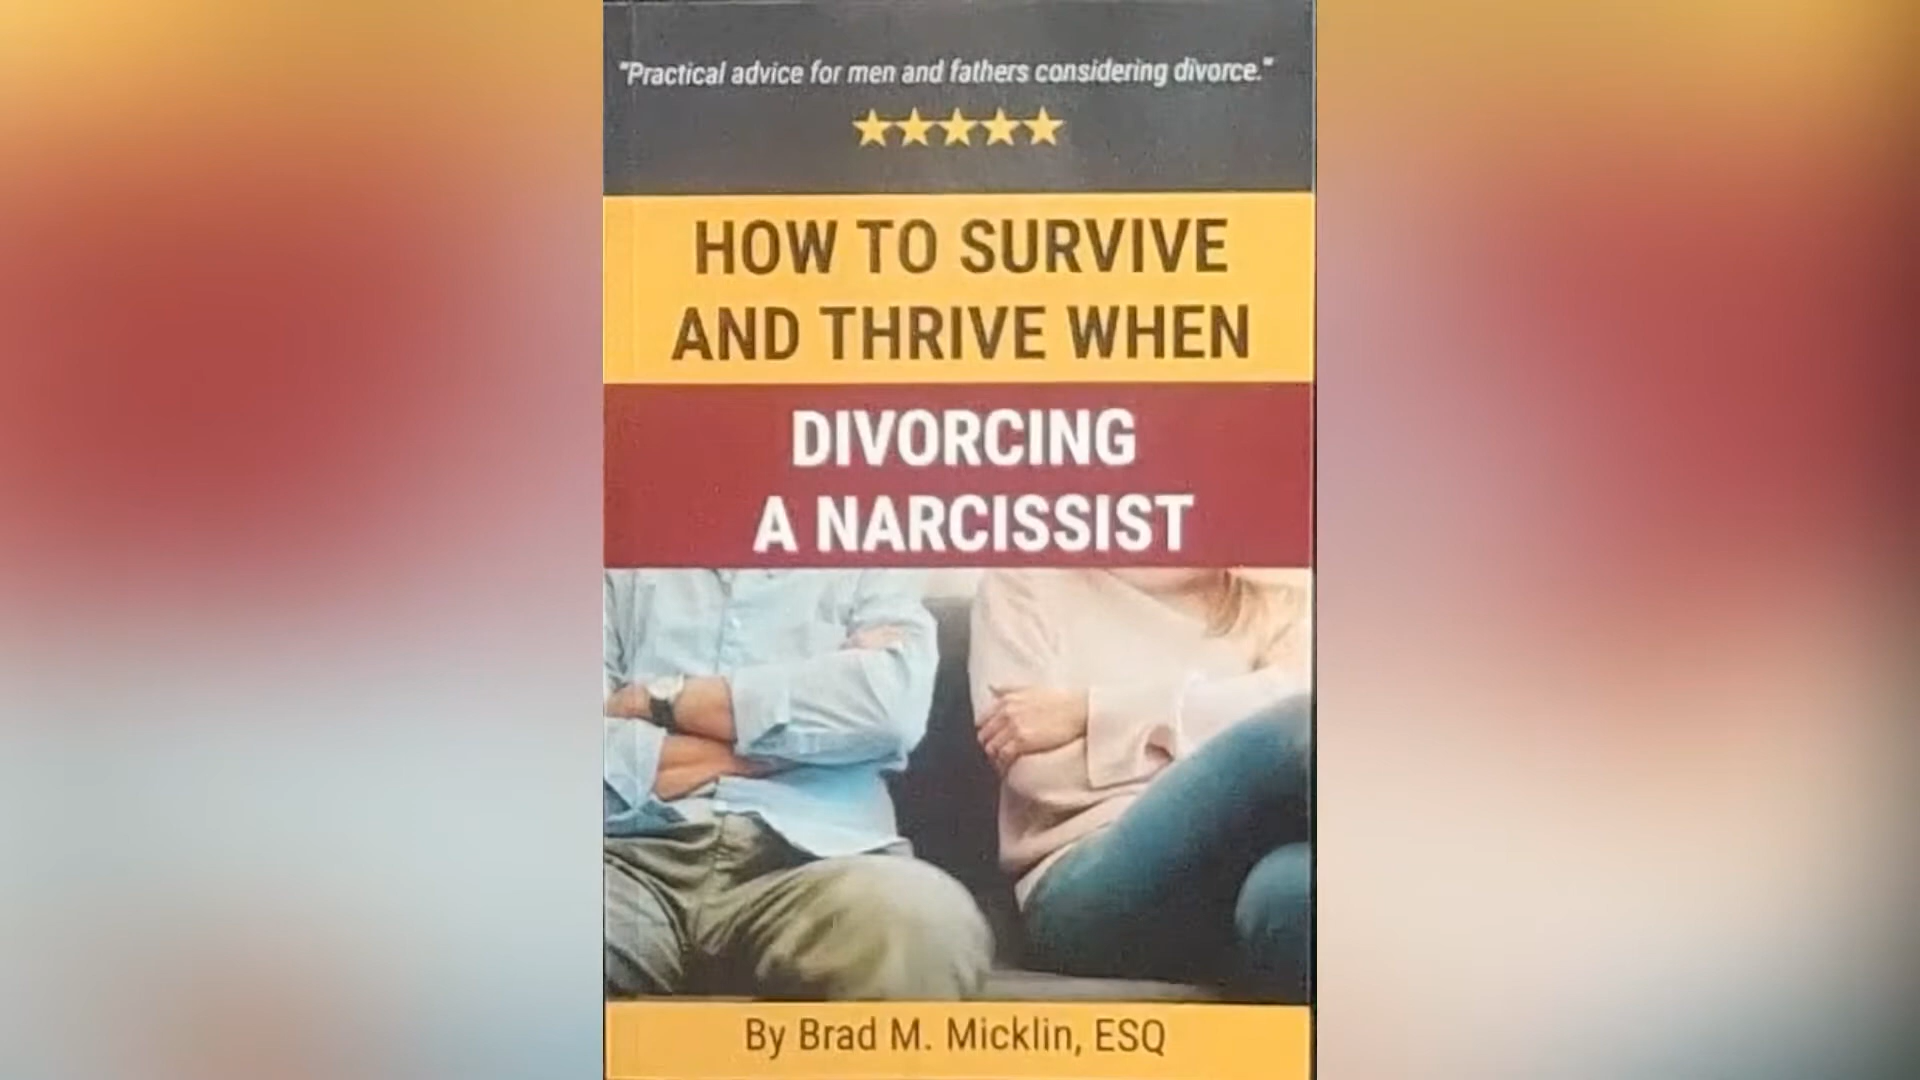 "Practical advice for men and fathers considering divorce."
HOW TO SURVIVE
AND THRIVE WHEN
DIVORCING
A NARCISSIST
By Brad M. Micklin, ESQ